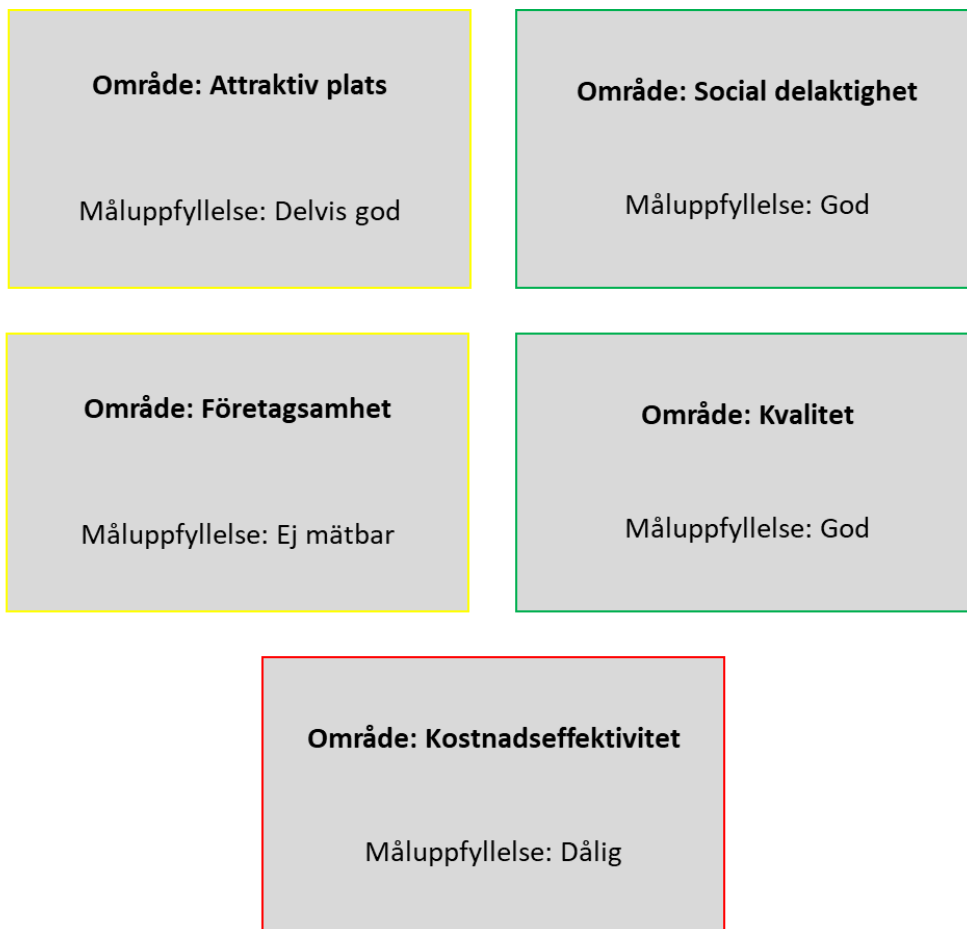 Område: Attraktiv plats
Måluppfyllelse: Delvis god
Område: Social delaktighet
Måluppfyllelse: God
Område: Företagsamhet
Måluppfyllelse: Ej mätbar
Område: Kvalitet
Måluppfyllelse: God
Område: Kostnadseffektivitet
Måluppfyllelse: Dålig